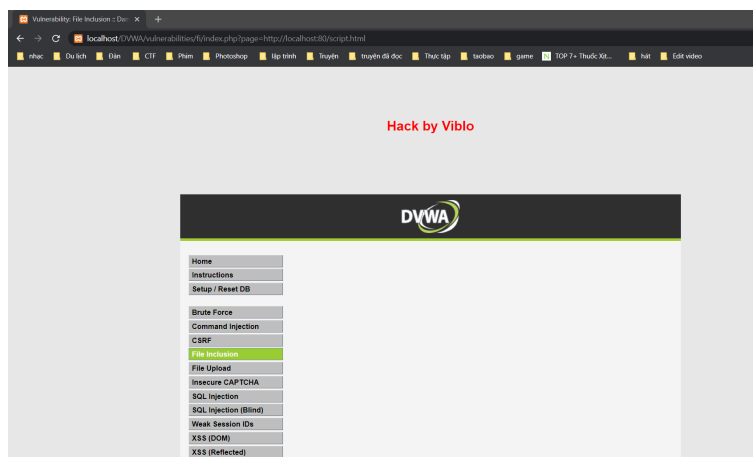 Vulnerability: File Inclusion :: Dam
localhost/DVWA/vulnerabilities/fi/index.php?page=http://localhost:80/script.html
nhạc Du lịch Đàn CTF Phim Photoshop lập trình Truyện truyện đã đọc Thực tập taobao game TOP 7+ Thuốc Xịt... hát Edit video
Hack by Viblo
DVWA
Home
Instructions
Setup / Reset DB
Brute Force
Command Injection
CSRF
File Inclusion
File Upload
Insecure CAPTCHA
SQL Injection
SQL Injection (Blind)
Weak Session IDs
XSS (DOM)
XSS (Reflected)